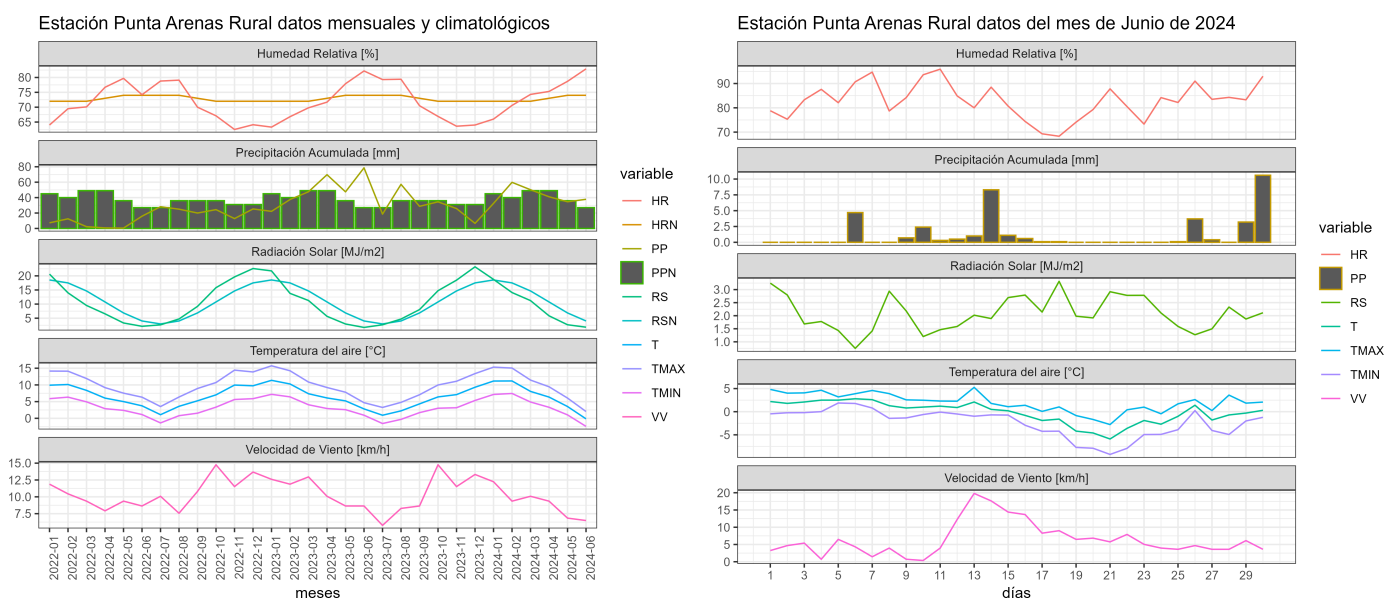 Estación Punta Arenas Rural datos mensuales y climatológicos
Humedad Relativa [%]
80
75
70
65
Precipitación Acumulada [mm]
80
60
40
20
0
Radiación Solar [MJ/m2]
20
15
10
5
Temperatura del aire [°C]
15
10
5
0
Velocidad de Viento [km/h]
15.0
12.5
10.0
7.5
2022-01
2022-02
2022-03
2022-04
2022-05
2022-06
2022-07
2022-08
2022-09
2022-10
2022-11
2022-12
2023-01
2023-02
2023-03
2023-04
2023-05
2023-06
2023-07
2023-08
2023-09
2023-10
2023-11
2023-12
2024-01
2024-02
2024-03
2024-04
2024-05
2024-06
meses
variable
HR
HRN
PP
PPN
RS
RSN
T
TMAX
TMIN
VV
Estación Punta Arenas Rural datos del mes de Junio de 2024
Humedad Relativa [%]
90
80
70
Precipitación Acumulada [mm]
10.0
7.5
5.0
2.5
0.0
Radiación Solar [MJ/m2]
3.0
2.5
2.0
1.5
1.0
Temperatura del aire [°C]
5
0
-5
Velocidad de Viento [km/h]
20
15
10
5
0
1 3 5 7 9 11 13 15 17 19 21 23 25 27 29
días
variable
HR
PP
RS
T
TMAX
TMIN
VV